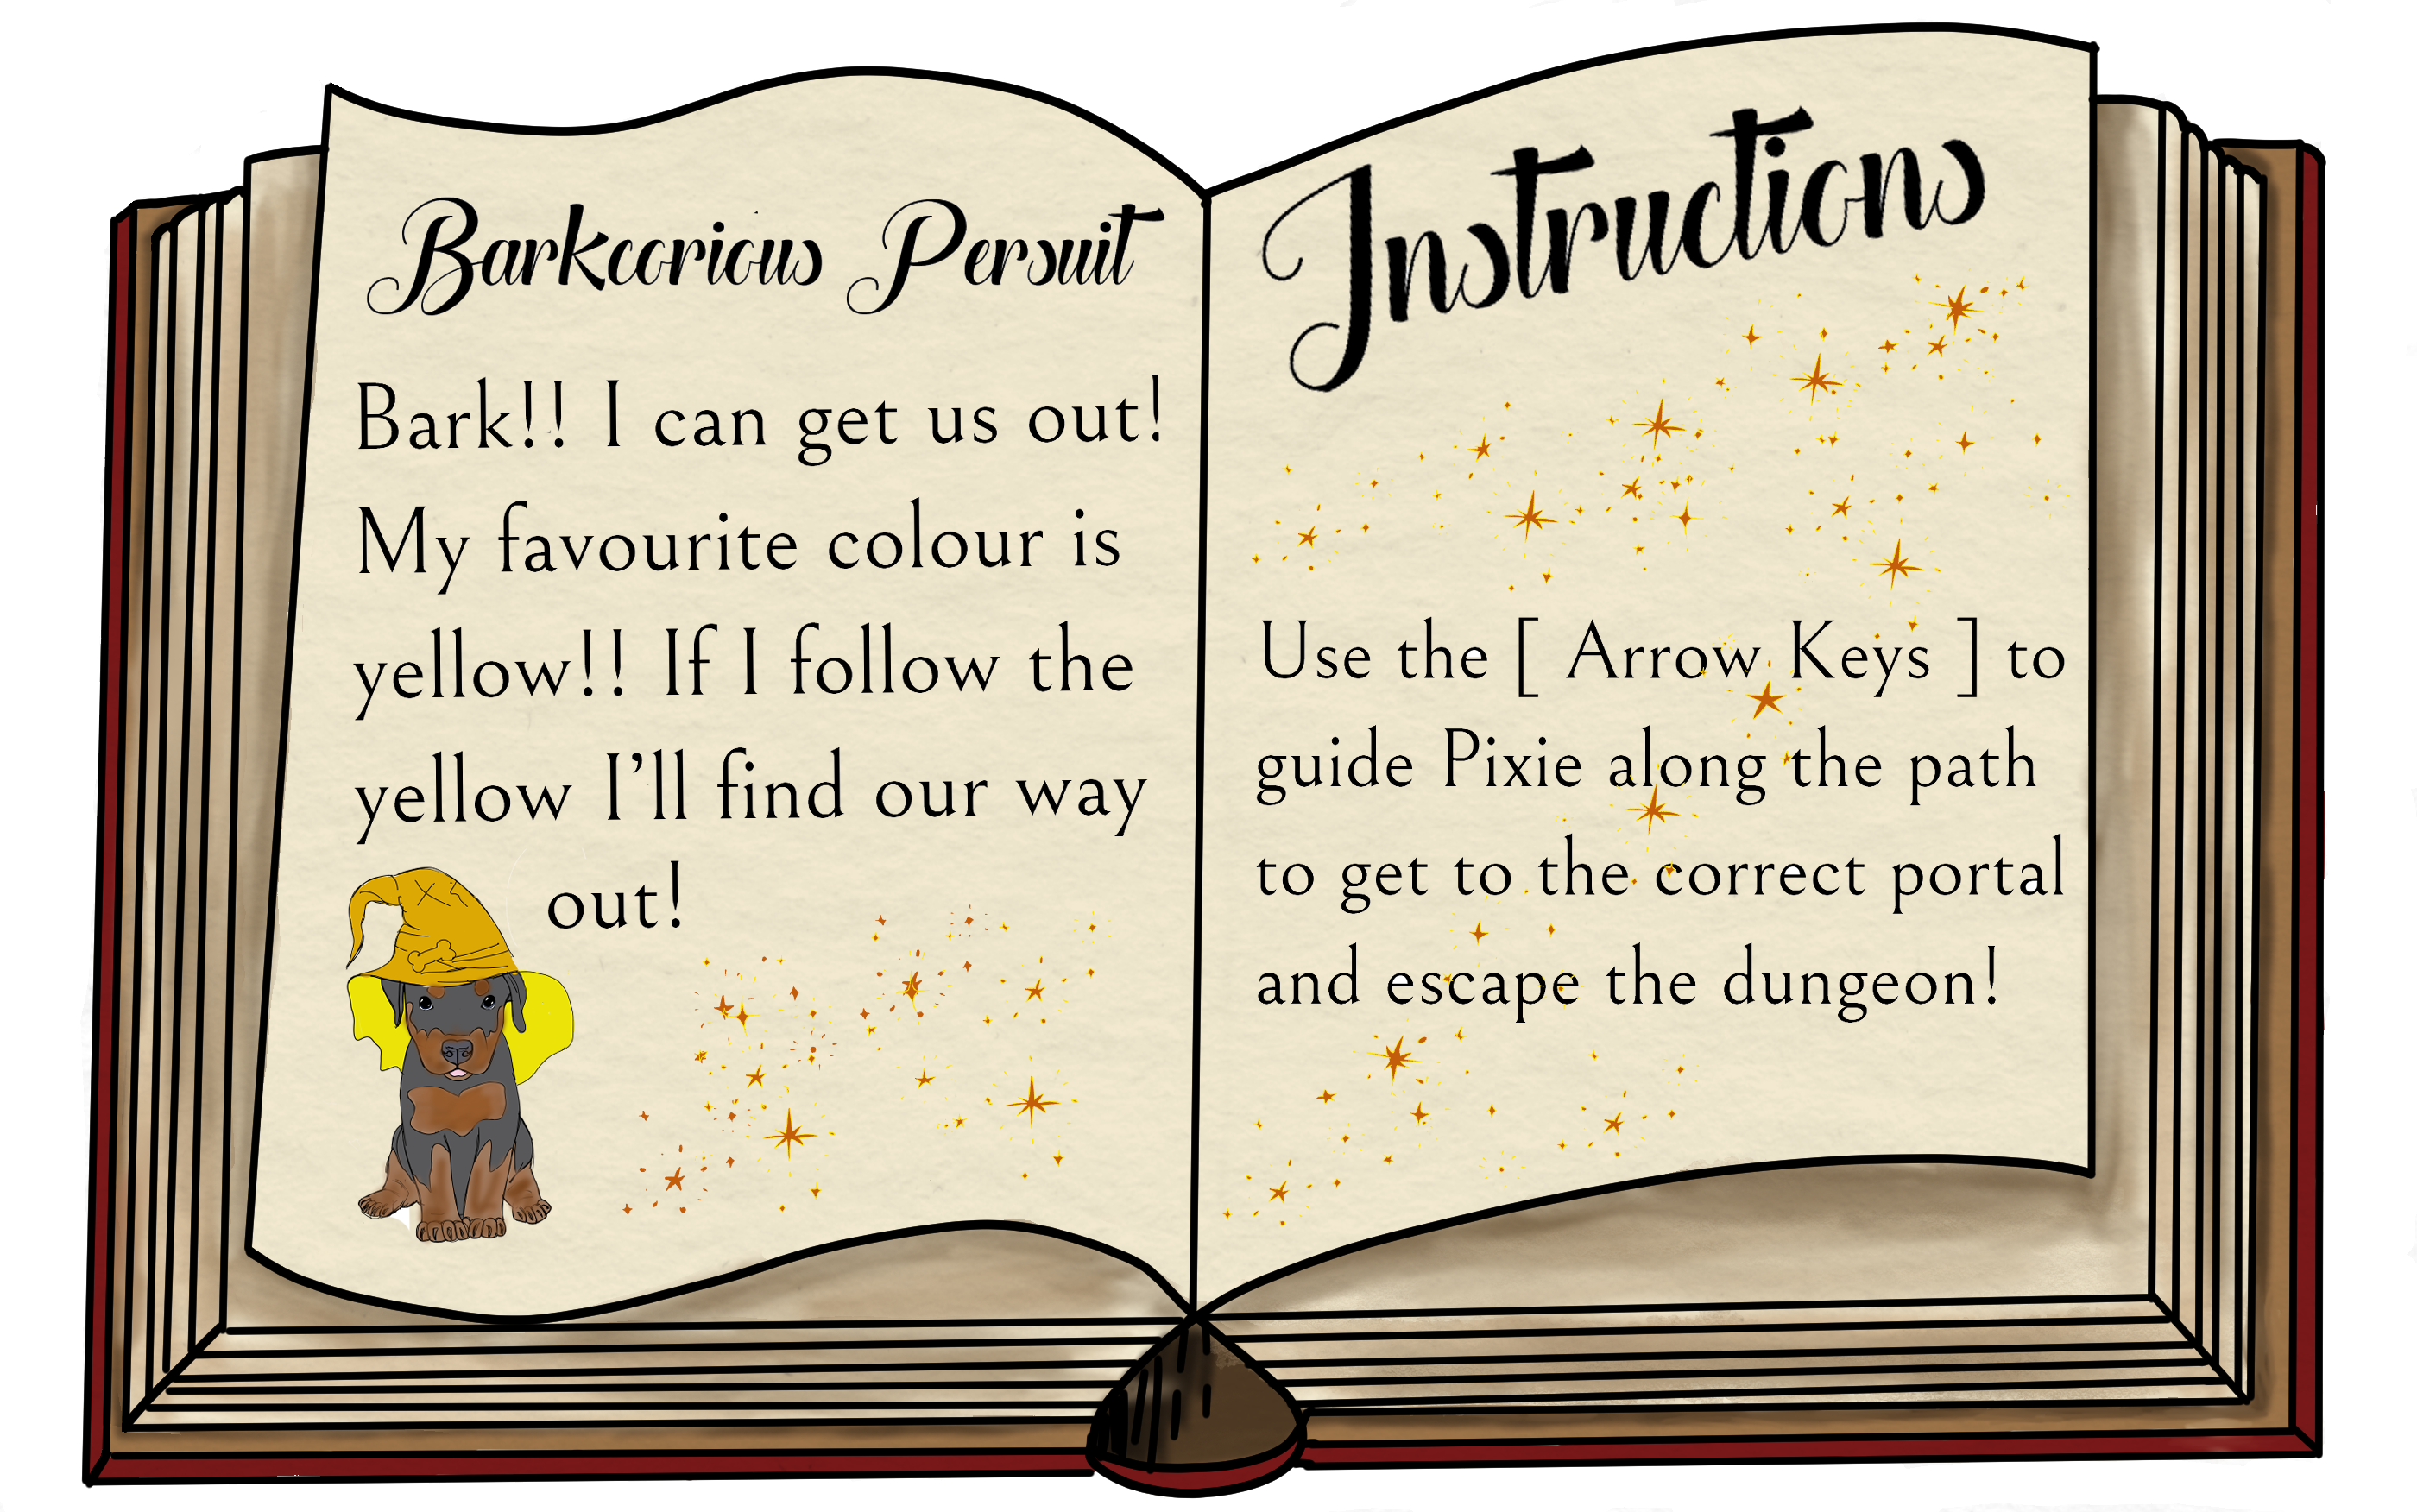 Barkcorious Persuit
Bark!! I can get us out!
My favourite colour is
yellow!! If I follow the
yellow I'll find our way
out!
Instructions
Use the [ Arrow Keys ] to
guide Pixie along the path
to get to the correct portal
and escape the dungeon!